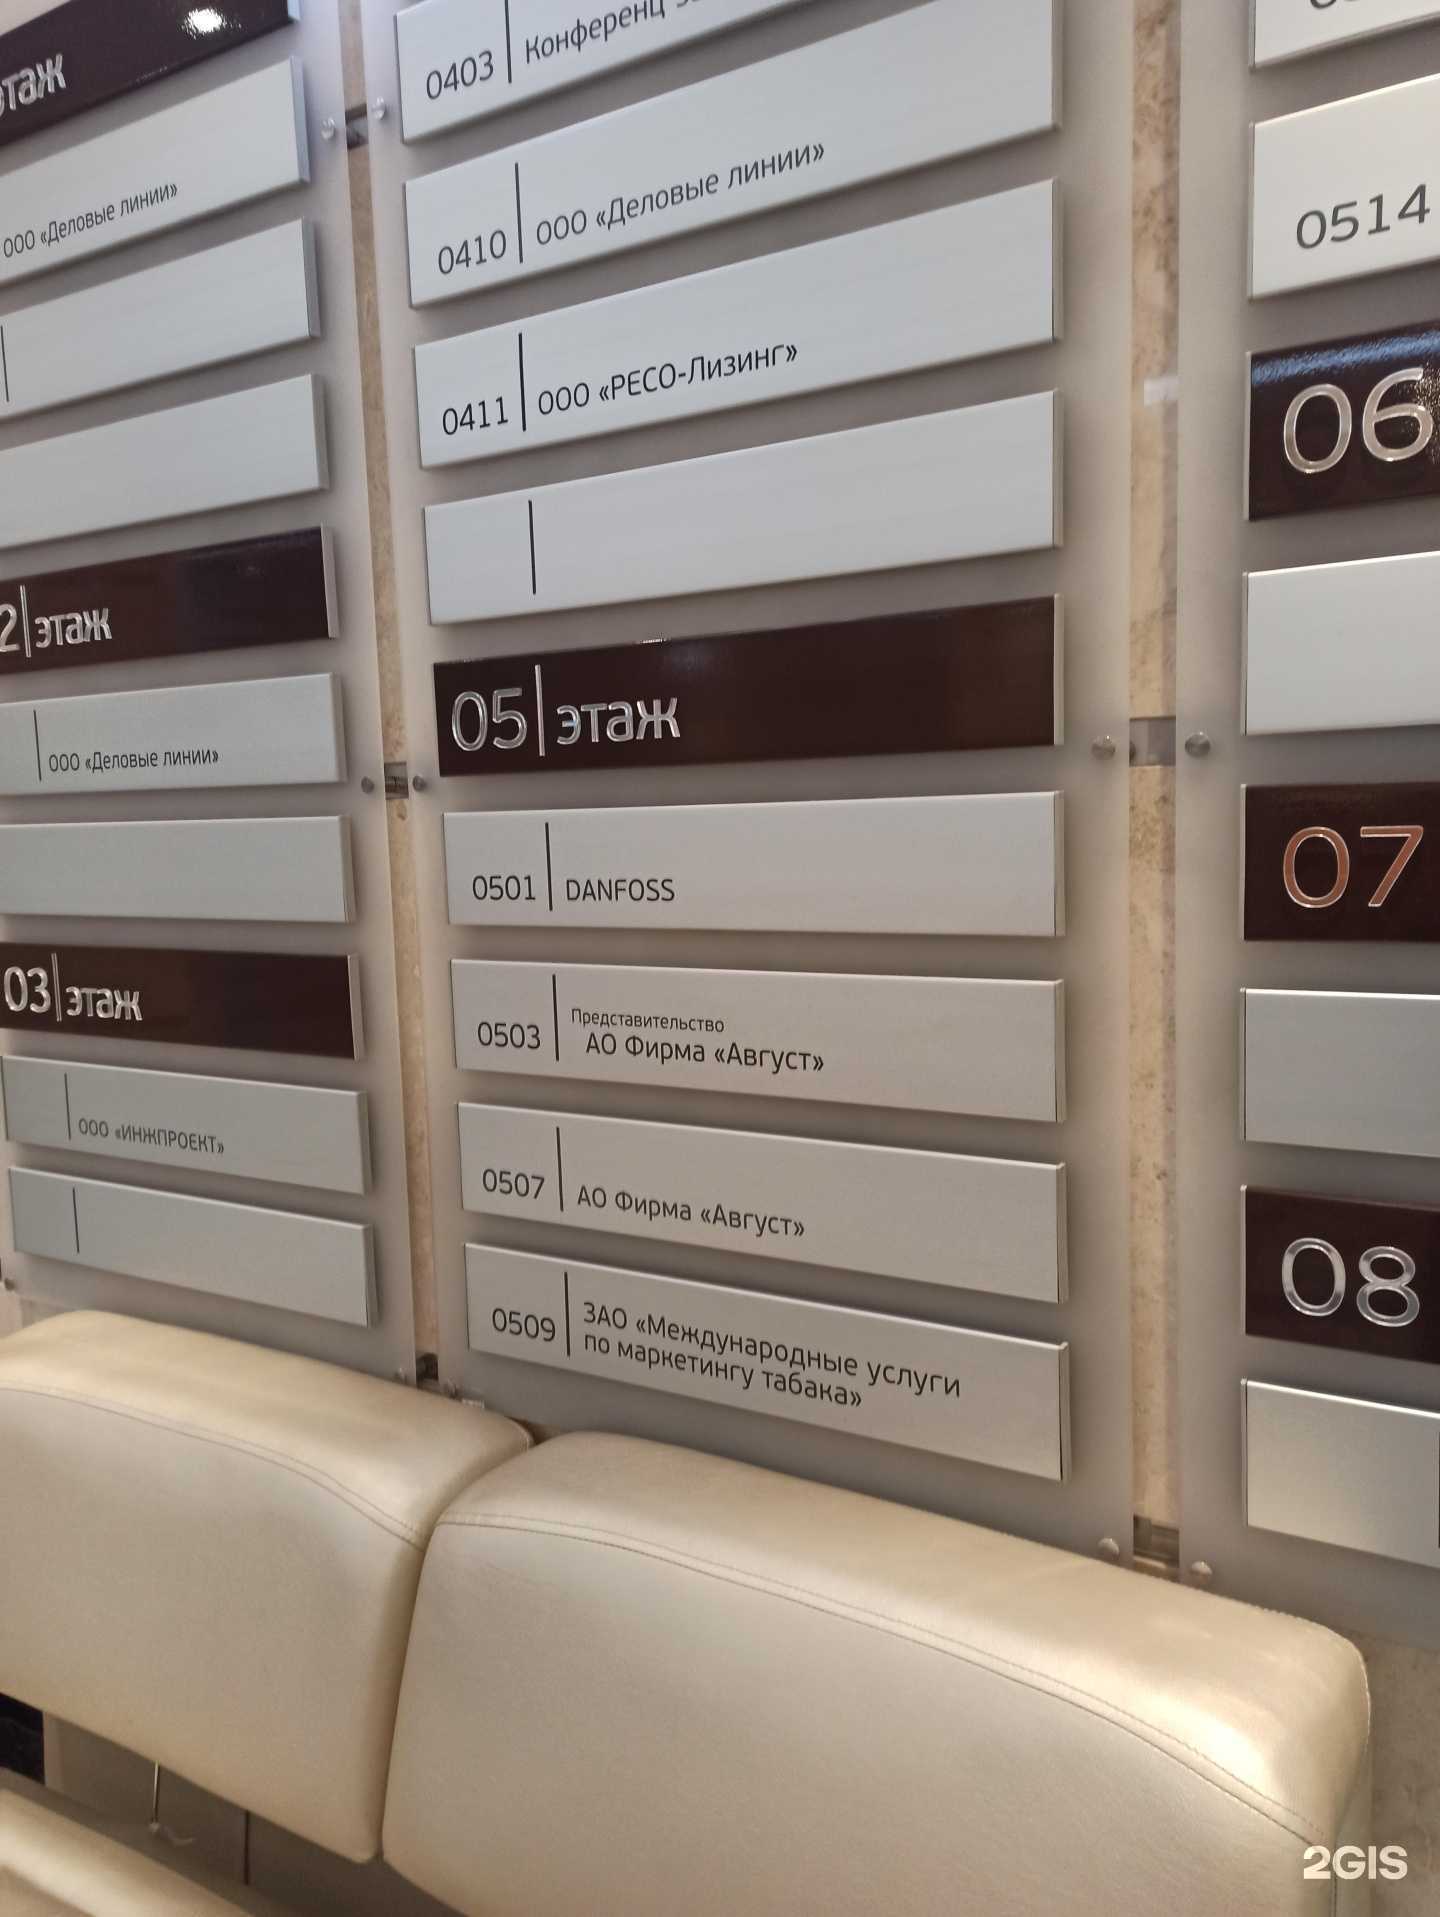 этаж
ООО «Деловые линии»
2 этаж
ООО «Деловые линии»
03 этаж
ООО «ИНЖПРОЕКТ»
0403 Конференц
0410 ООО «Деловые линии»
0411 ООО «РЕСО-Лизинг»
05 этаж
0501 DANFOSS
0503 Представительство
АО Фирма «Август»
0507 АО Фирма «Август»
0509 ЗАО «Международные услуги
по маркетингу табака»
0514
06
07
08
2GIS